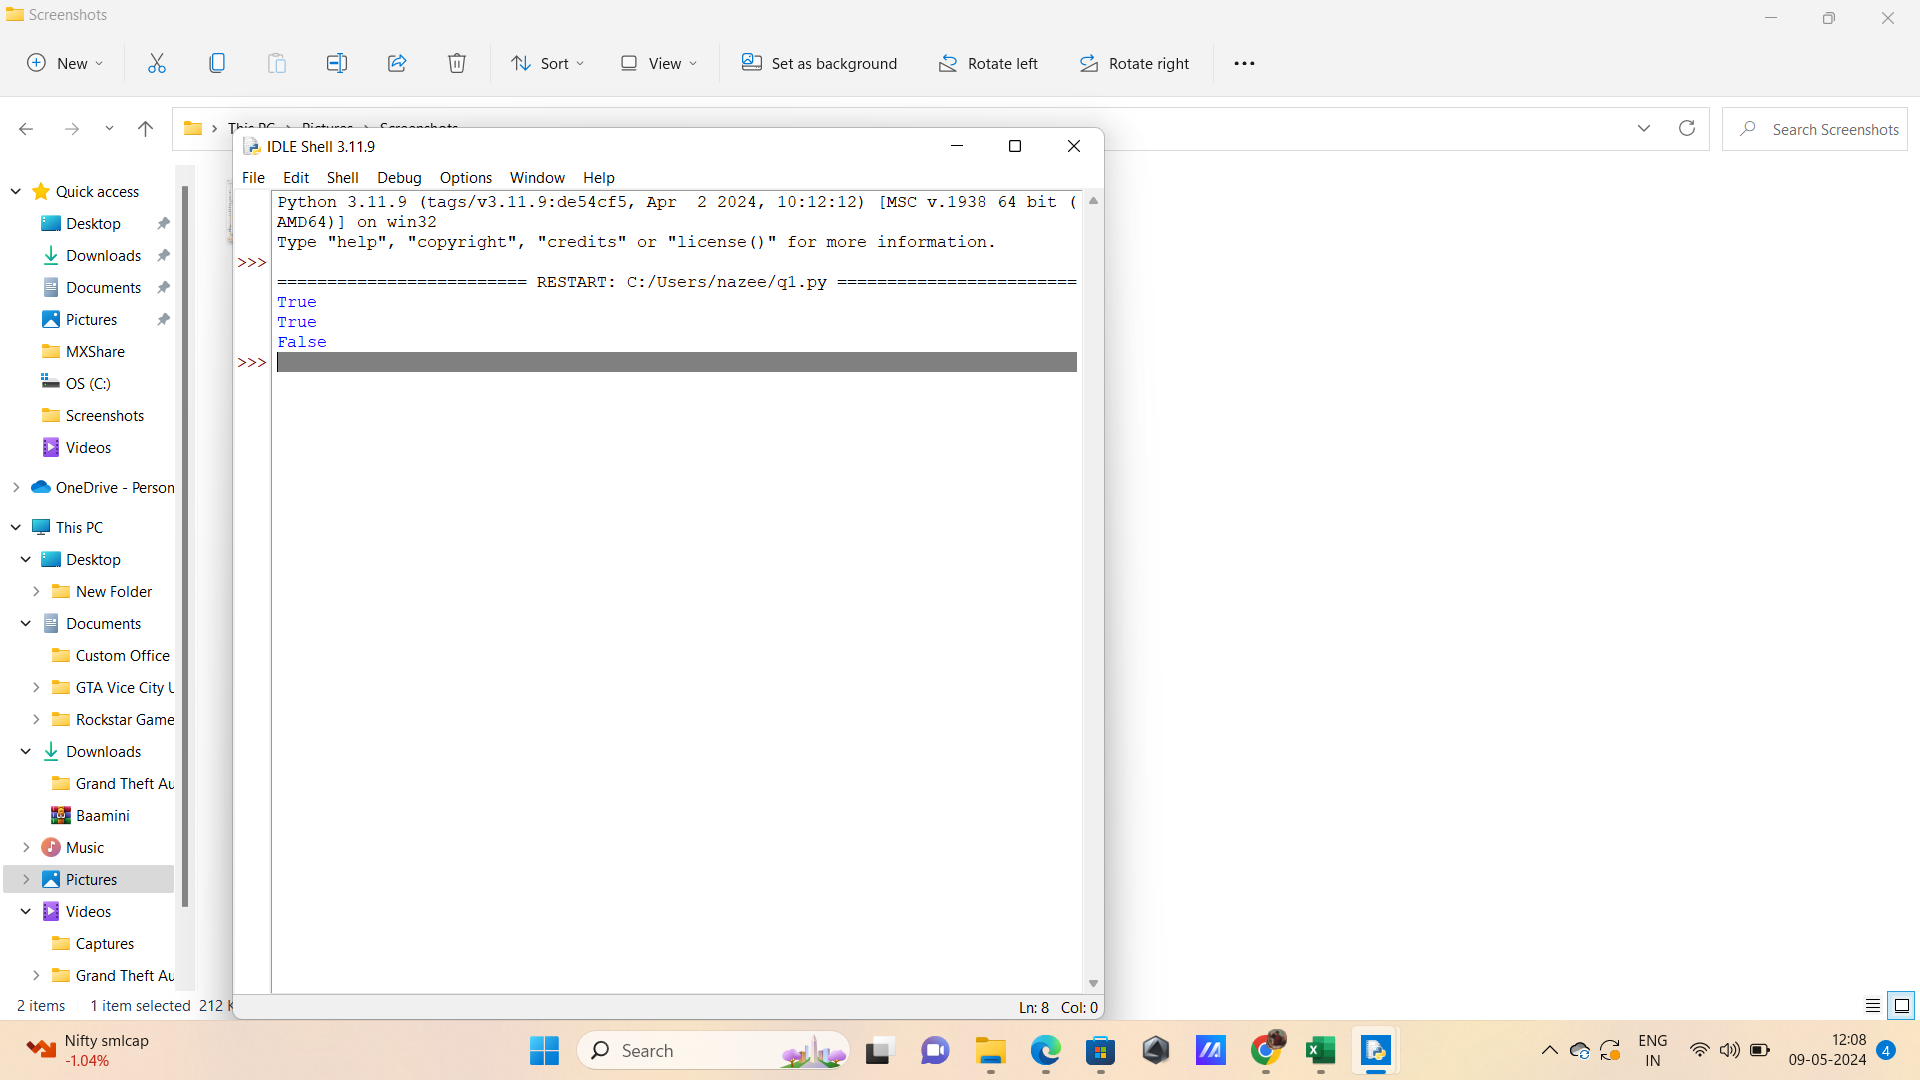 Screenshots
New
Sort
View
Set as background
Rotate left
Rotate right
Search Screenshots
IDLE Shell 3.11.9
File Edit Shell Debug Options Window Help
Python 3.11.9 (tags/v3.11.9:de54cf5, Apr  2 2024, 10:12:12) [MSC v.1938 64 bit (
AMD64)] on win32
Type "help", "copyright", "credits" or "license()" for more information.
>>>
========================= RESTART: C:/Users/nazee/q1.py ========================
True
True
False
>>>
Ln: 8 Col: 0
Quick access
Desktop
Downloads
Documents
Pictures
MXShare
OS (C:)
Screenshots
Videos
OneDrive - Person
This PC
Desktop
New Folder
Documents
Custom Office
GTA Vice City U
Rockstar Game
Downloads
Grand Theft Au
Baamini
Music
Pictures
Videos
Captures
Grand Theft Au
2 items 1 item selected 212 K
Nifty smlcap
-1.04%
Search
ENG
IN
12:08
09-05-2024
4